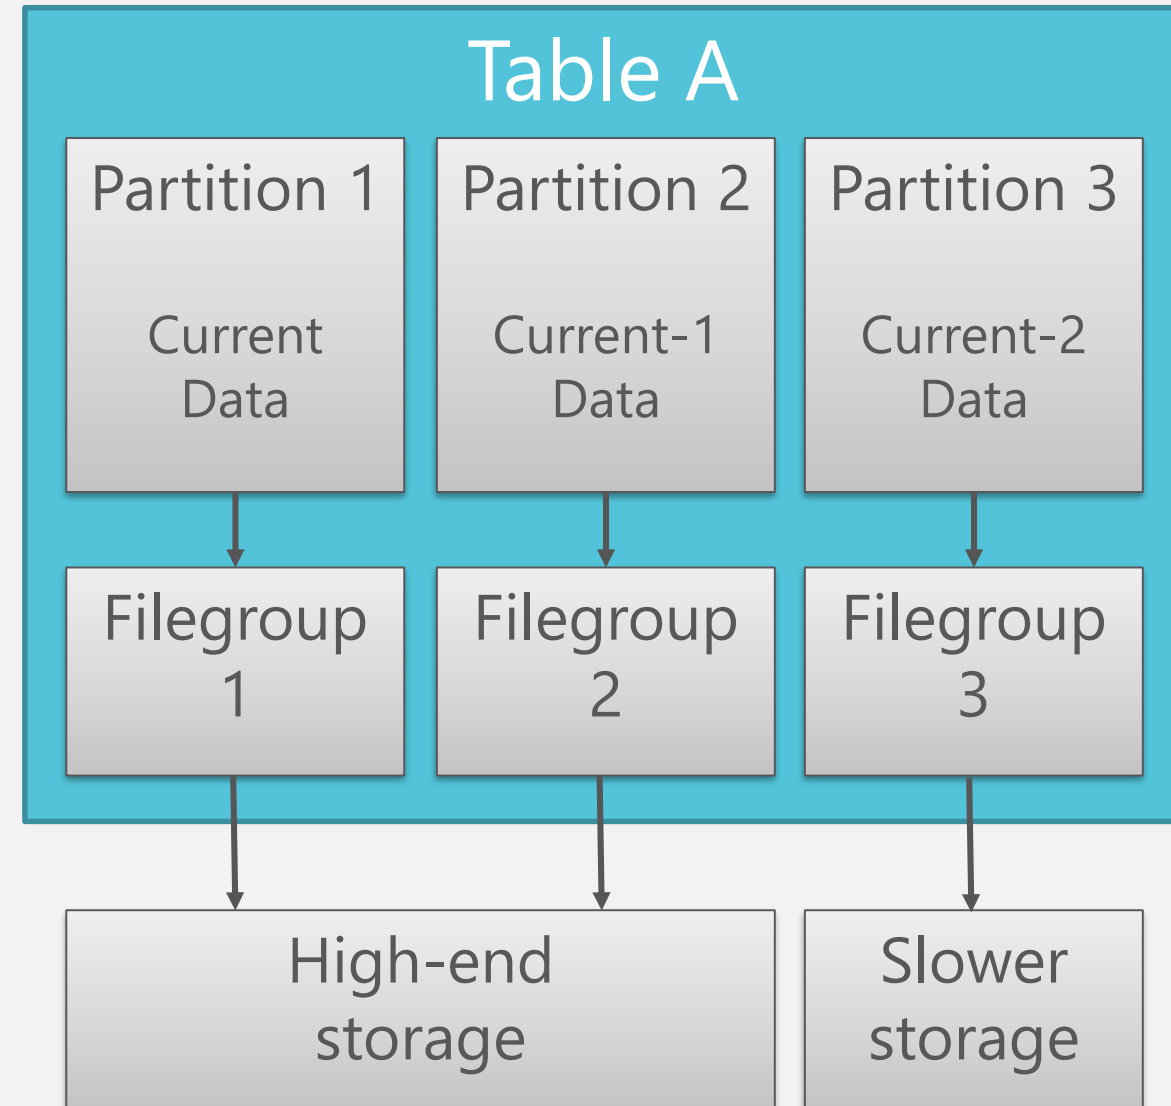 Table A
Partition 1
Current
Data
Partition 2
Current-1
Data
Partition 3
Current-2
Data
Filegroup
1
Filegroup
2
Filegroup
3
High-end
storage
Slower
storage